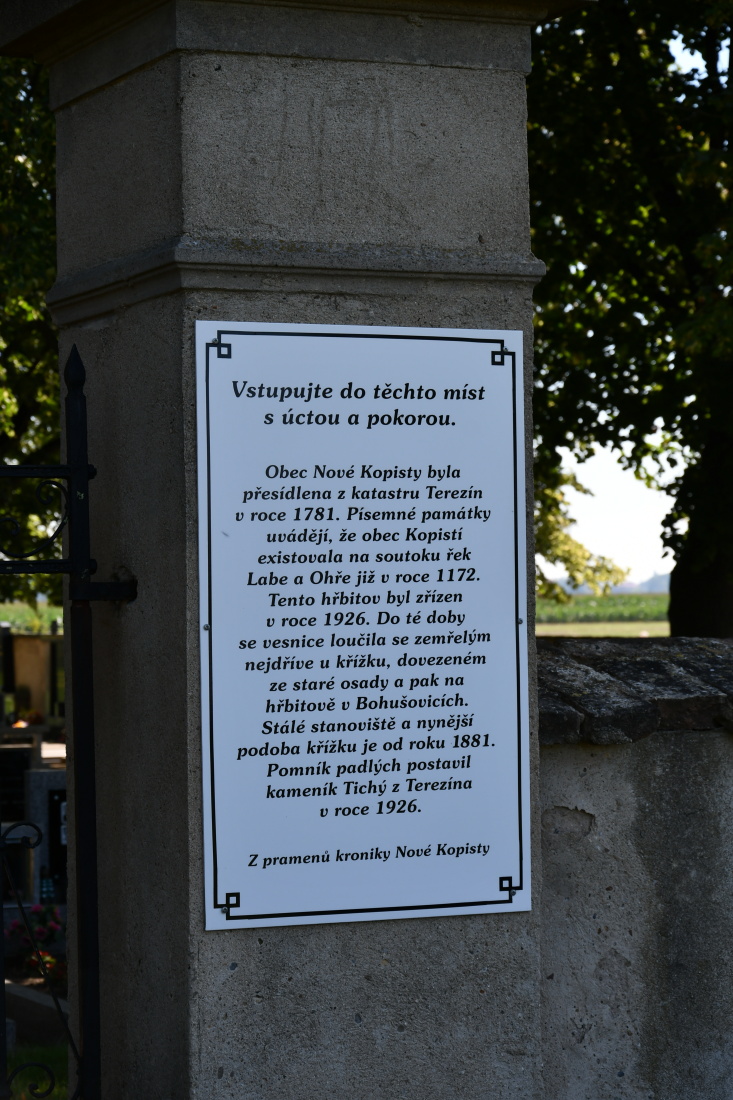 Vstupujte do těchto míst
s úctou a pokorou.
Obec Nové Kopisty byla
přesídlena z katastru Terezín
v roce 1781. Písemné památky
uvádějí, že obec Kopistí
existovala na soutoku řek
Labe a Ohře již v roce 1172.
Tento hřbitov byl zřízen
v roce 1926. Do té doby
se vesnice loučila se zemřelým
nejdříve u křížku, dovezeném
ze staré osady a pak na
hřbitově v Bohušovicích.
Stálé stanoviště a nynější
podoba křížku je od roku 1881.
Pomník padlých postavil
kameník Tichý z Terezína
v roce 1926.
Z pramenů kroniky Nové Kopisty